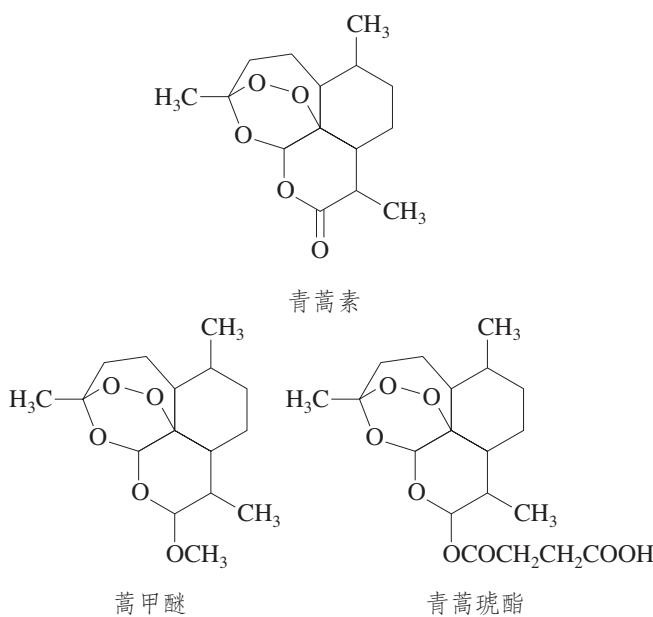 CH₃
O
O
H₃C
O
O
CH₃
O
青蒿素
CH₃ CH₃
O O
O O
H₃C H₃C
O O
O O
CH₃ CH₃
OCH₃ OCOCH₂CH₂COOH
蒿甲醚 青蒿琥酯